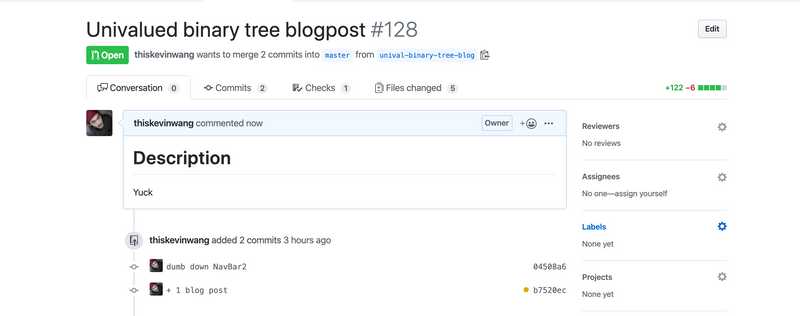 Univalued binary tree blogpost #128
Edit
Open thiskevinwang wants to merge 2 commits into master from unival-binary-tree-blog
Conversation 0 Commits 2 Checks 1 Files changed 5 +122 −6
thiskevinwang commented now Owner
Description
Yuck
thiskevinwang added 2 commits 3 hours ago
dumb down NavBar2 04508a6
+ 1 blog post b7520ec
Reviewers
No reviews
Assignees
No one—assign yourself
Labels
None yet
Projects
None yet